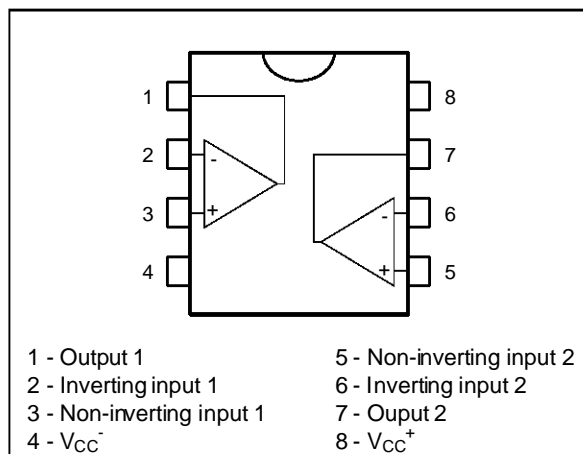 1
2
3
4
8
7
6
5
-
+
-
+
1 - Output 1
2 - Inverting input 1
3 - Non-inverting input 1
4 - VCC-
5 - Non-inverting input 2
6 - Inverting input 2
7 - Ouput 2
8 - VCC+